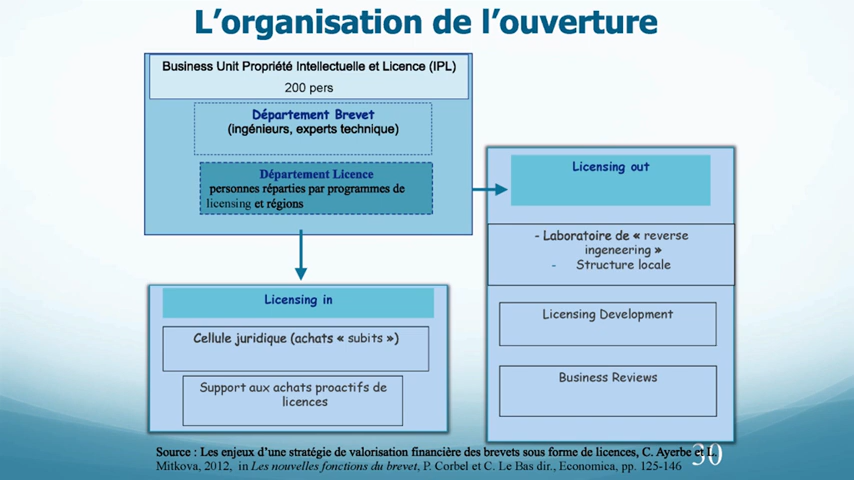 L'organisation de l'ouverture
Business Unit Propriété Intellectuelle et Licence (IPL)
200 pers
Département Brevet
(ingénieurs, experts technique)
Département Licence
personnes réparties par programmes de
licensing et régions
Licensing out
- Laboratoire de « reverse
ingeneering »
- Structure locale
Licensing Development
Business Reviews
Licensing in
Cellule juridique (achats « subits »)
Support aux achats proactifs de
licences
Source : Les enjeux d'une stratégie de valorisation financière des brevets sous forme de licences, C. Ayerbe et L.
Mitkova, 2012, in Les nouvelles fonctions du brevet, P. Corbel et C. Le Bas dir., Economica, pp. 125-146
30